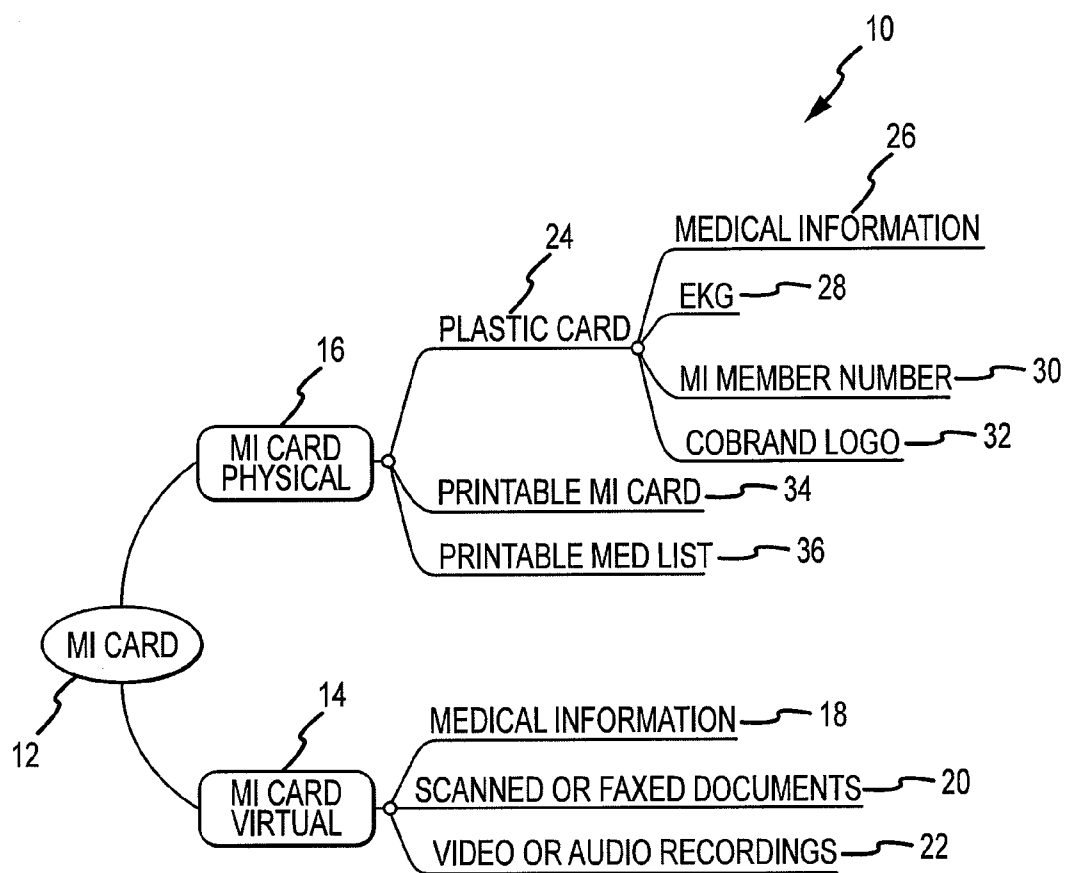 10
26
MEDICAL INFORMATION
24
EKG 28
PLASTIC CARD
16
MI MEMBER NUMBER 30
MI CARD
PHYSICAL
COBRAND LOGO 32
PRINTABLE MI CARD 34
PRINTABLE MED LIST 36
MI CARD
12
14
MEDICAL INFORMATION 18
MI CARD
VIRTUAL
SCANNED OR FAXED DOCUMENTS 20
VIDEO OR AUDIO RECORDINGS 22